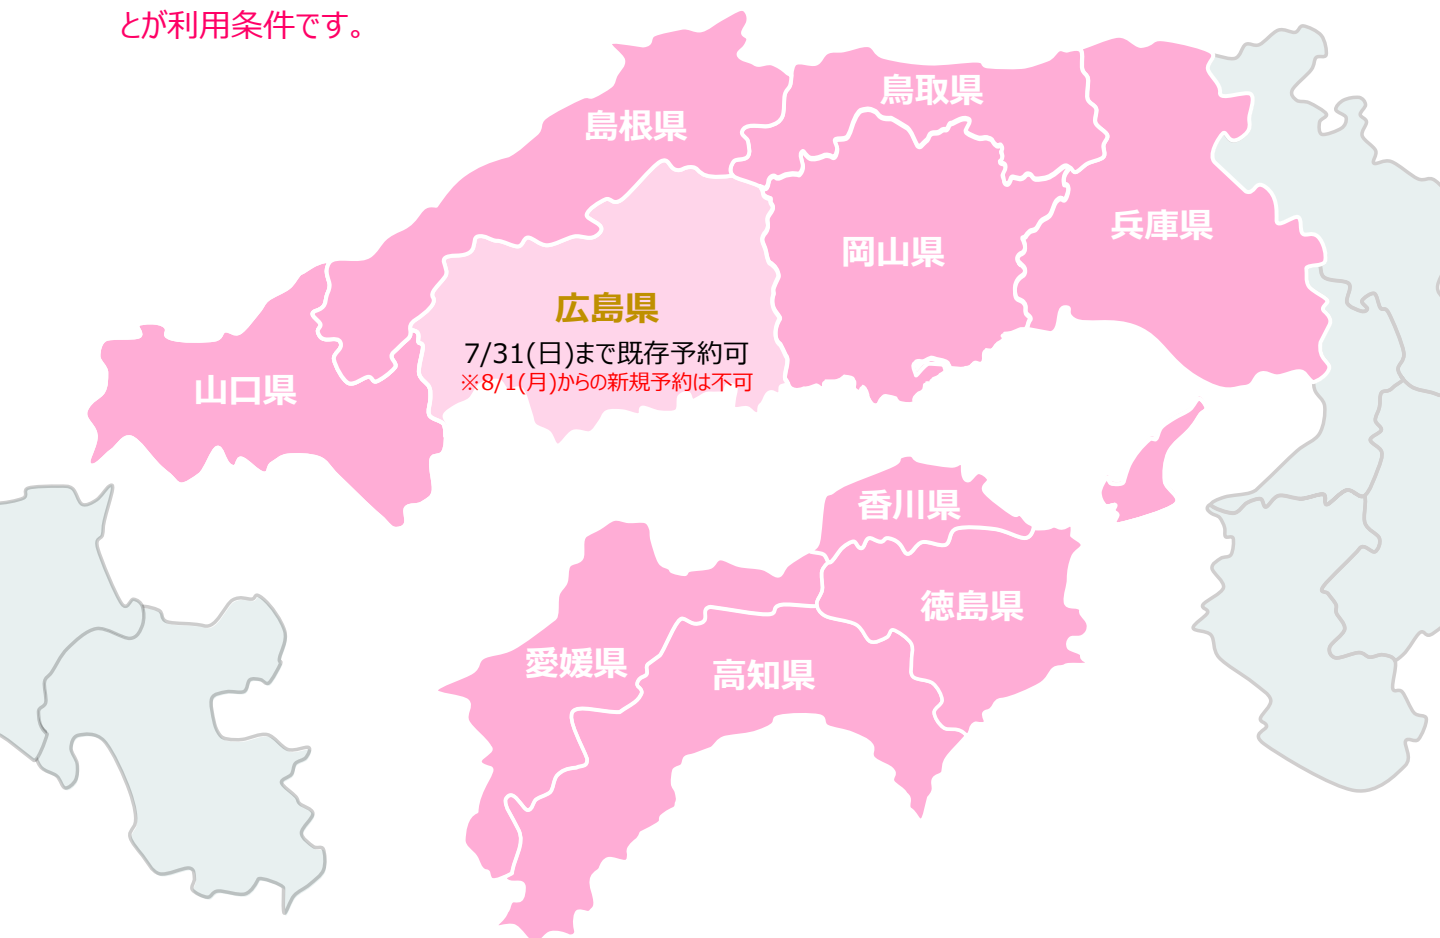 とが利用条件です。
鳥取県
島根県
兵庫県
岡山県
広島県
7/31(日)まで既存予約可
※8/1(月)からの新規予約は不可
山口県
香川県
徳島県
愛媛県
高知県